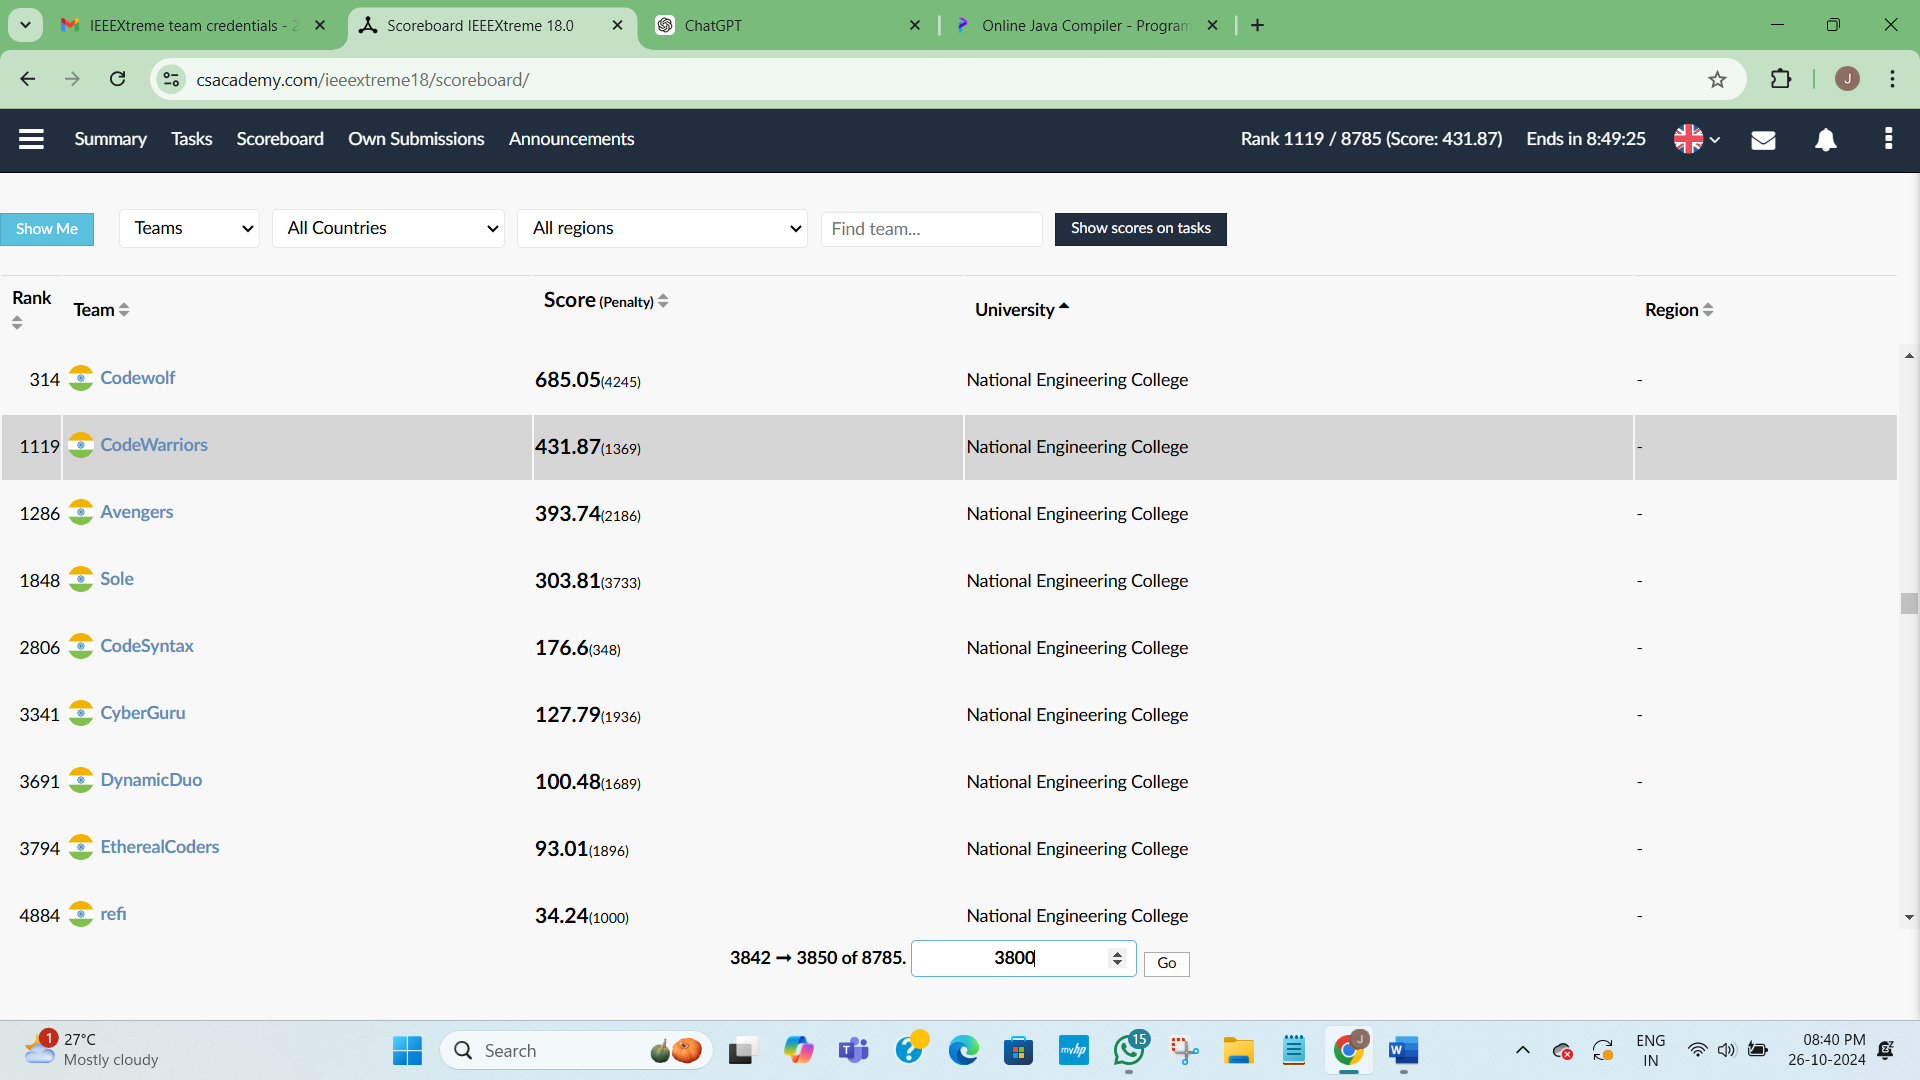 IEEEXtreme team credentials - 2
Scoreboard IEEEXtreme 18.0
ChatGPT
Online Java Compiler - Program
csacademy.com/ieeextreme18/scoreboard/
J
Summary Tasks Scoreboard Own Submissions Announcements Rank 1119 / 8785 (Score: 431.87) Ends in 8:49:25
Show Me Teams All Countries All regions Find team... Show scores on tasks
Rank Team Score (Penalty) University Region
314 Codewolf 685.05(4245) National Engineering College -
1119 CodeWarriors 431.87(1369) National Engineering College -
1286 Avengers 393.74(2186) National Engineering College -
1848 Sole 303.81(3733) National Engineering College -
2806 CodeSyntax 176.6(348) National Engineering College -
3341 CyberGuru 127.79(1936) National Engineering College -
3691 DynamicDuo 100.48(1689) National Engineering College -
3794 EtherealCoders 93.01(1896) National Engineering College -
4884 refi 34.24(1000) National Engineering College -
3842 → 3850 of 8785. 3800 Go
1 27°C
Mostly cloudy
Search
myhp
15
J
W
ENG
IN
08:40 PM
26-10-2024